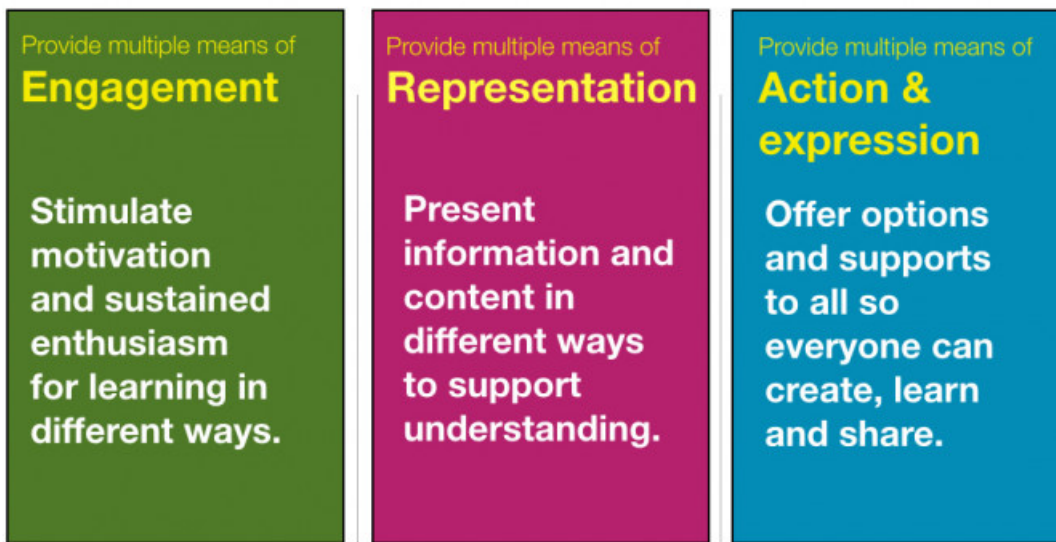 Provide multiple means of
Engagement
Stimulate
motivation
and sustained
enthusiasm
for learning in
different ways.
Provide multiple means of
Representation
Present
information and
content in
different ways
to support
understanding.
Provide multiple means of
Action &
expression
Offer options
and supports
to all so
everyone can
create, learn
and share.